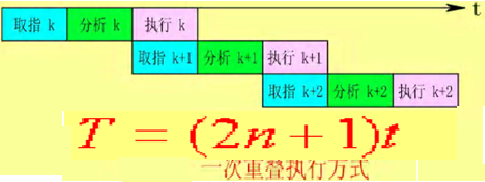 t
取指 k 分析 k 执行 k
取指 k+1 分析 k+1 执行 k+1
取指 k+2 分析 k+2 执行 k+2
T = (2n + 1)t
一次重叠执行方式